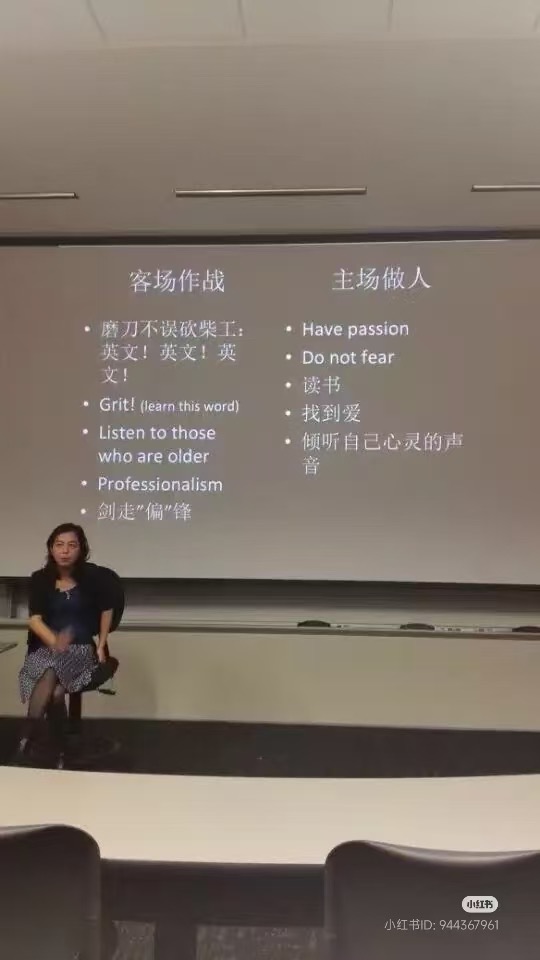 客场作战
• 磨刀不误砍柴工：
英文！英文！英
文！
• Grit! (learn this word)
• Listen to those
who are older
• Professionalism
• 剑走"偏"锋
主场做人
• Have passion
• Do not fear
• 读书
• 找到爱
• 倾听自己心灵的声
音
小红书
小红书ID: 944367961